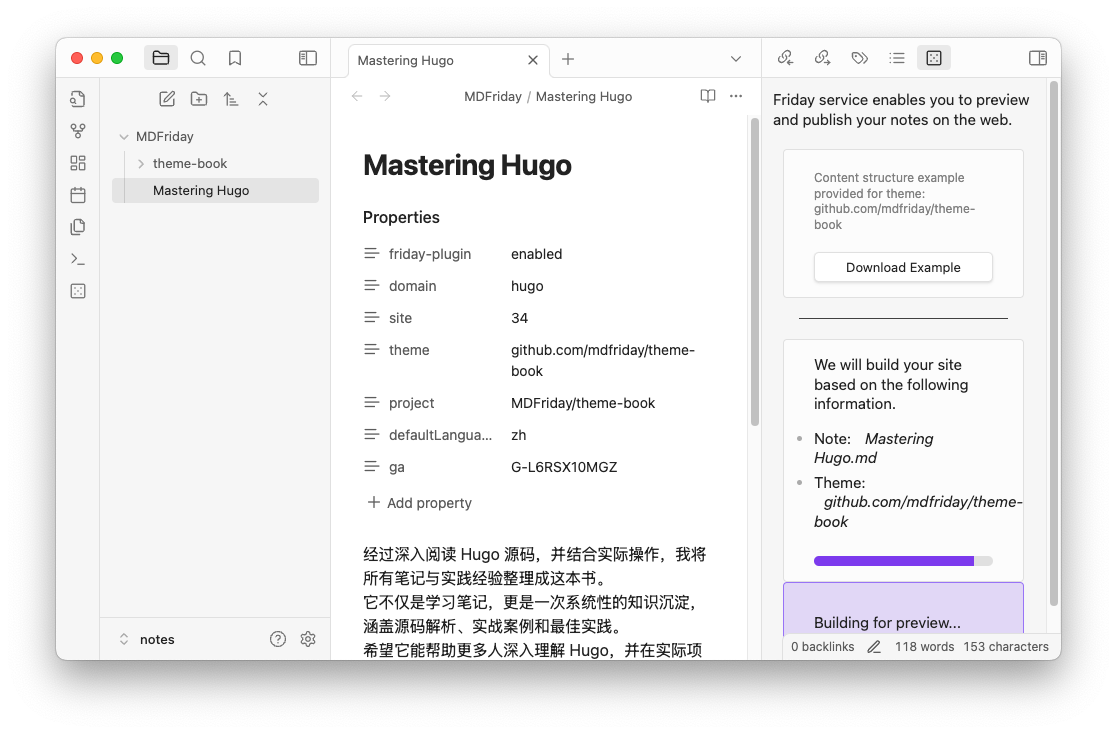 Mastering Hugo
MDFriday / Mastering Hugo
MDFriday
theme-book
Mastering Hugo
notes
Mastering Hugo
Properties
friday-plugin enabled
domain hugo
site 34
theme github.com/mdfriday/theme-
book
project MDFriday/theme-book
defaultLangua... zh
ga G-L6RSX10MGZ
Add property
经过深入阅读 Hugo 源码，并结合实际操作，我将
所有笔记与实践经验整理成这本书。
它不仅是学习笔记，更是一次系统性的知识沉淀，
涵盖源码解析、实战案例和最佳实践。
希望它能帮助更多人深入理解 Hugo，并在实际项
Friday service enables you to preview
and publish your notes on the web.
Content structure example
provided for theme:
github.com/mdfriday/theme-
book
Download Example
We will build your site
based on the following
information.
Note: Mastering
Hugo.md
Theme:
github.com/mdfriday/theme-
book
Building for preview...
0 backlinks 118 words 153 characters